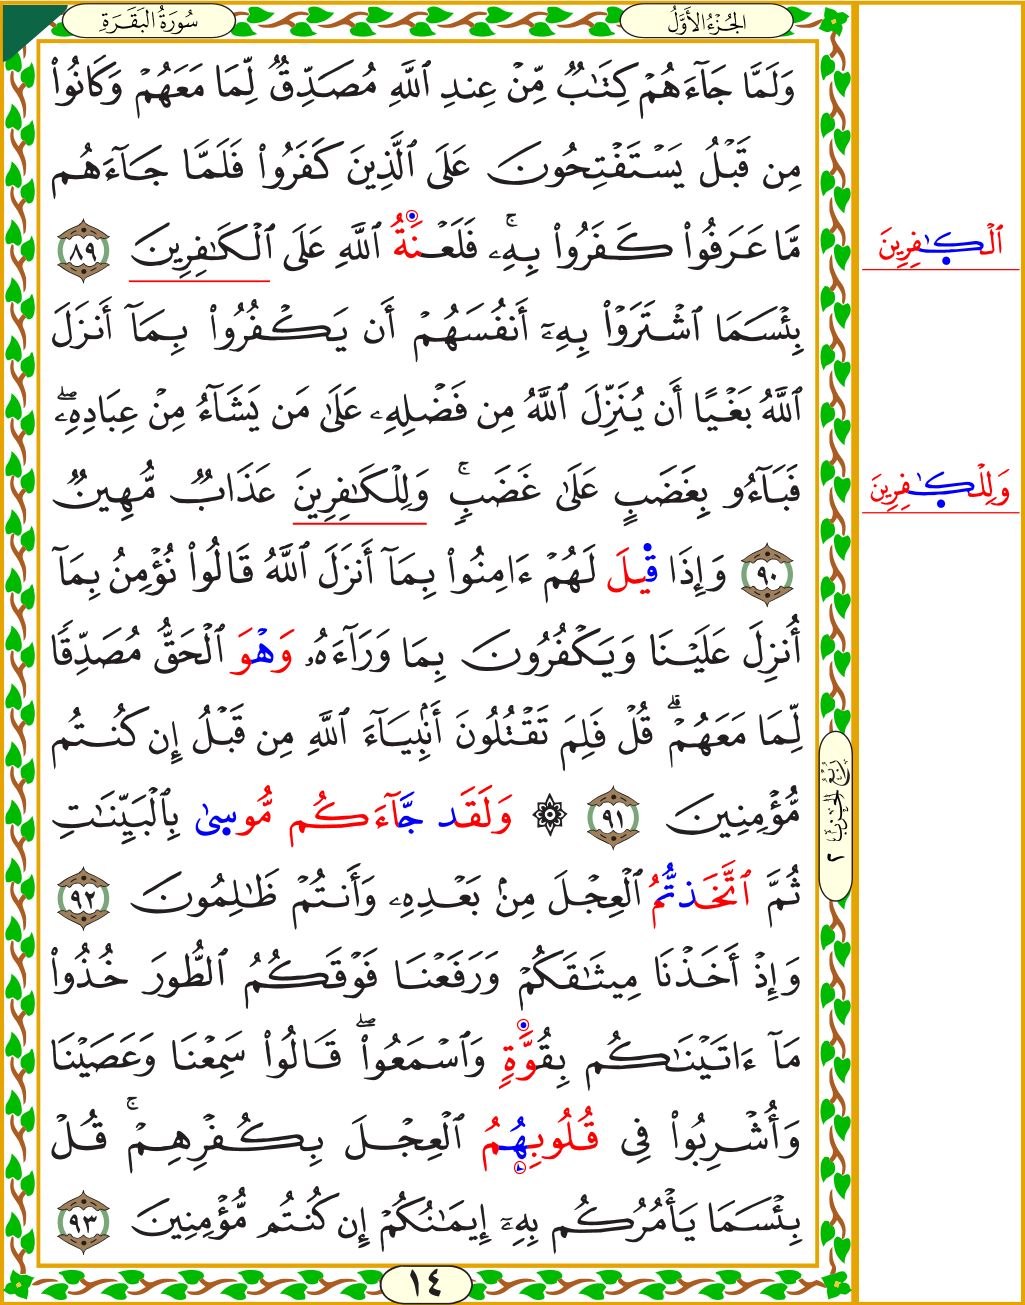 سُورَةُ البَقَرَةِ
الجُزْءُ الأَوَّلُ
وَلَمَّا جَآءَهُمْ كِتَٰبٌ مِّنْ عِندِ ٱللَّهِ مُصَدِّقٌ لِّمَا مَعَهُمْ وَكَانُوا۟
مِن قَبْلُ يَسْتَفْتِحُونَ عَلَى ٱلَّذِينَ كَفَرُوا۟ فَلَمَّا جَآءَهُم
مَّا عَرَفُوا۟ كَفَرُوا۟ بِهِۦ ۚ فَلَعْنَةُ ٱللَّهِ عَلَى ٱلْكَٰفِرِينَ ٨٩
ٱلْكَٰفِرِينَ
بِئْسَمَا ٱشْتَرَوْا۟ بِهِۦٓ أَنفُسَهُمْ أَن يَكْفُرُوا۟ بِمَآ أَنزَلَ
ٱللَّهُ بَغْيًا أَن يُنَزِّلَ ٱللَّهُ مِن فَضْلِهِۦ عَلَىٰ مَن يَشَآءُ مِنْ عِبَادِهِۦ ۖ
فَبَآءُو بِغَضَبٍ عَلَىٰ غَضَبٍ ۚ وَلِلْكَٰفِرِينَ عَذَابٌ مُّهِينٌ
وَلِلْكَٰفِرِينَ
٩٠ وَإِذَا قِيلَ لَهُمْ ءَامِنُوا۟ بِمَآ أَنزَلَ ٱللَّهُ قَالُوا۟ نُؤْمِنُ بِمَآ
أُنزِلَ عَلَيْنَا وَيَكْفُرُونَ بِمَا وَرَآءَهُۥ وَهْوَ ٱلْحَقُّ مُصَدِّقًا
لِّمَا مَعَهُمْ ۗ قُلْ فَلِمَ تَقْتُلُونَ أَنۢبِيَآءَ ٱللَّهِ مِن قَبْلُ إِن كُنتُم
مُّؤْمِنِينَ ٩١ ۞ وَلَقَد جَّآءَكُم مُّوسىٰ بِٱلْبَيِّنَٰتِ
رُبْعُ الحِزْبِ ٢
ثُمَّ ٱتَّخَذتُّمُ ٱلْعِجْلَ مِنۢ بَعْدِهِۦ وَأَنتُمْ ظَٰلِمُونَ ٩٢
وَإِذْ أَخَذْنَا مِيثَٰقَكُمْ وَرَفَعْنَا فَوْقَكُمُ ٱلطُّورَ خُذُوا۟
مَآ ءَاتَيْنَٰكُم بِقُوَّةٍ وَٱسْمَعُوا۟ ۖ قَالُوا۟ سَمِعْنَا وَعَصَيْنَا
وَأُشْرِبُوا۟ فِى قُلُوبِهُمُ ٱلْعِجْلَ بِكُفْرِهِمْ ۚ قُلْ
بِئْسَمَا يَأْمُرُكُم بِهِۦٓ إِيمَٰنُكُمْ إِن كُنتُم مُّؤْمِنِينَ ٩٣
١٤